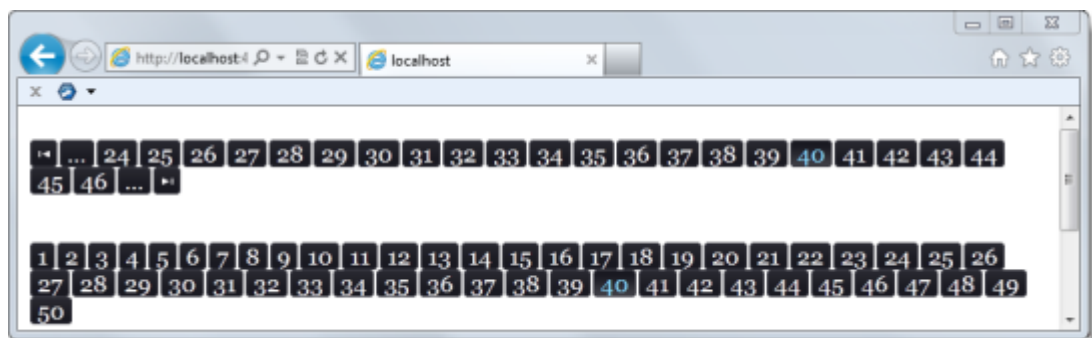 http://localhost:4
localhost
... 24 25 26 27 28 29 30 31 32 33 34 35 36 37 38 39 40 41 42 43 44
45 46 ...
1 2 3 4 5 6 7 8 9 10 11 12 13 14 15 16 17 18 19 20 21 22 23 24 25 26
27 28 29 30 31 32 33 34 35 36 37 38 39 40 41 42 43 44 45 46 47 48 49
50